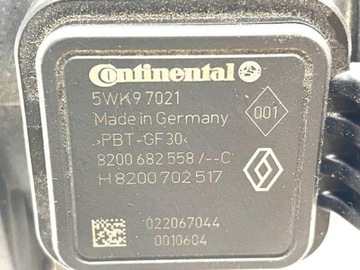 Continental
5WK9 7021
Made in Germany
001
>PBT-GF30<
8200 682 558 /--C
H 8200 702 517
022067044
0010604